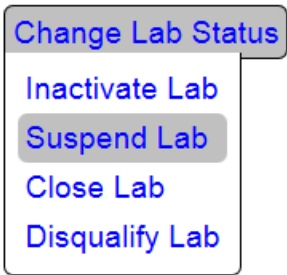 Change Lab Status
Inactivate Lab
Suspend Lab
Close Lab
Disqualify Lab